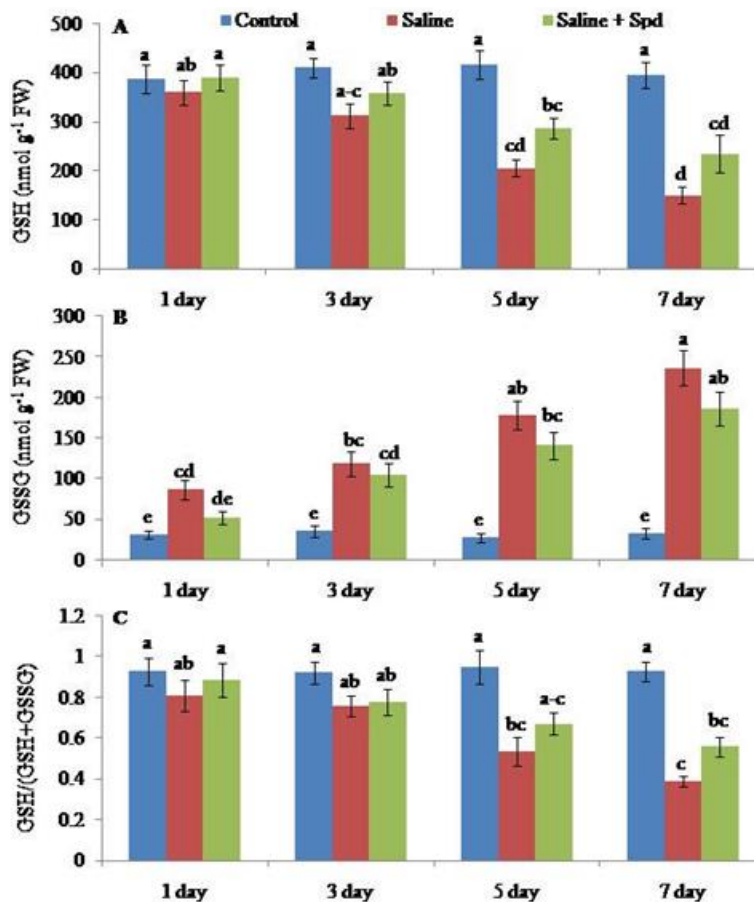 Control Saline Saline + Spd
A
GSH (nmol g-1 FW)
500
400
300
200
100
0
a ab a
a a-c ab
a cd bc
a d cd
1 day 3 day 5 day 7 day
B
GSSG (nmol g-1 FW)
300
250
200
150
100
50
0
e cd de
e bc cd
e ab bc
e a ab
1 day 3 day 5 day 7 day
C
GSH/(GSH+GSSG)
1.2
1
0.8
0.6
0.4
0.2
0
a ab a
a ab ab
a bc a-c
a c bc
1 day 3 day 5 day 7 day